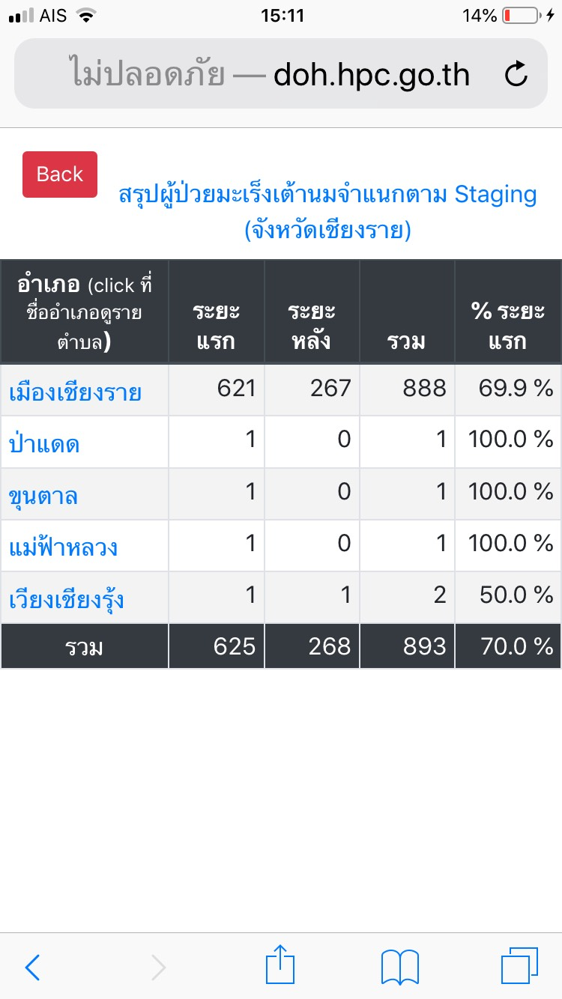 AIS 15:11 14%
ไม่ปลอดภัย — doh.hpc.go.th
Back
สรุปผู้ป่วยมะเร็งเต้านมจำแนกตาม Staging
(จังหวัดเชียงราย)
อำเภอ (click ที่
ชื่ออำเภอดูราย
ตำบล)
ระยะ
แรก
ระยะ
หลัง
รวม
% ระยะ
แรก
เมืองเชียงราย 621 267 888 69.9 %
ป่าแดด 1 0 1 100.0 %
ขุนตาล 1 0 1 100.0 %
แม่ฟ้าหลวง 1 0 1 100.0 %
เวียงเชียงรุ้ง 1 1 2 50.0 %
รวม 625 268 893 70.0 %